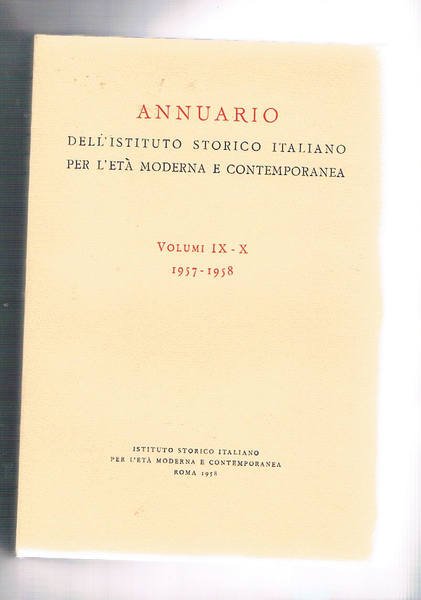 ANNUARIO
DELL'ISTITUTO STORICO ITALIANO
PER L'ETÀ MODERNA E CONTEMPORANEA
VOLUMI IX-X
1957-1958
ISTITUTO STORICO ITALIANO
PER L'ETÀ MODERNA E CONTEMPORANEA
ROMA 1958